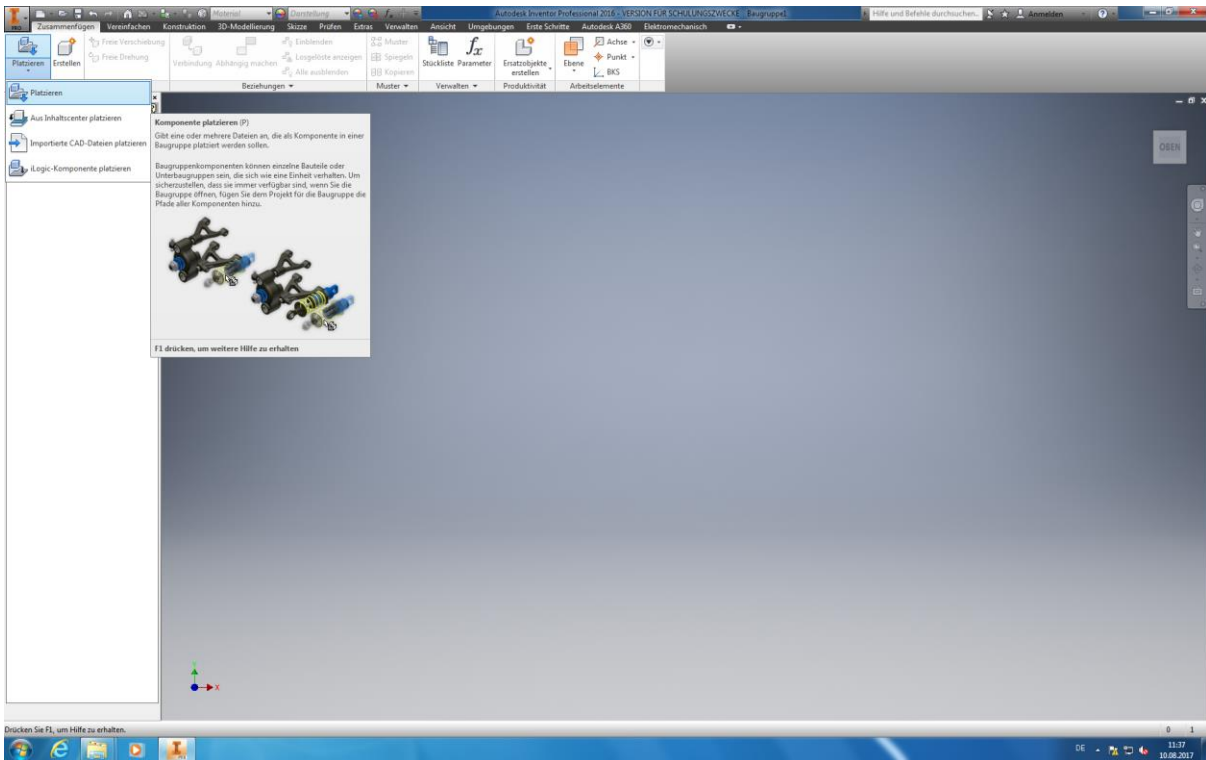 Material
Darstellung
Autodesk Inventor Professional 2016 - VERSION FÜR SCHULUNGSZWECKE Baugruppe1
Hilfe und Befehle durchsuchen...
Anmelden
Zusammenfügen Vereinfachen Konstruktion 3D-Modellierung Skizze Prüfen Extras Verwalten Ansicht Umgebungen Erste Schritte Autodesk A360 Elektromechanisch
Platzieren
Erstellen
Freie Verschiebung
Freie Drehung
Verbindung
Abhängig machen
Einblenden
Losgelöste anzeigen
Alle ausblenden
Muster
Spiegeln
Kopieren
Stückliste
fx
Parameter
Ersatzobjekte
erstellen
Ebene
Achse
Punkt
BKS
Beziehungen
Muster
Verwalten
Produktivität
Arbeitselemente
Platzieren
Aus Inhaltscenter platzieren
Importierte CAD-Dateien platzieren
iLogic-Komponente platzieren
Komponente platzieren (P)
Gibt eine oder mehrere Dateien an, die als Komponente in einer
Baugruppe platziert werden sollen.
Baugruppenkomponenten können einzelne Bauteile oder
Unterbaugruppen sein, die sich wie eine Einheit verhalten. Um
sicherzustellen, dass sie immer verfügbar sind, wenn Sie die
Baugruppe öffnen, fügen Sie dem Projekt für die Baugruppe die
Pfade aller Komponenten hinzu.
F1 drücken, um weitere Hilfe zu erhalten
OBEN
Y
X
Drücken Sie F1, um Hilfe zu erhalten.
0 1
DE
11:37
10.08.2017